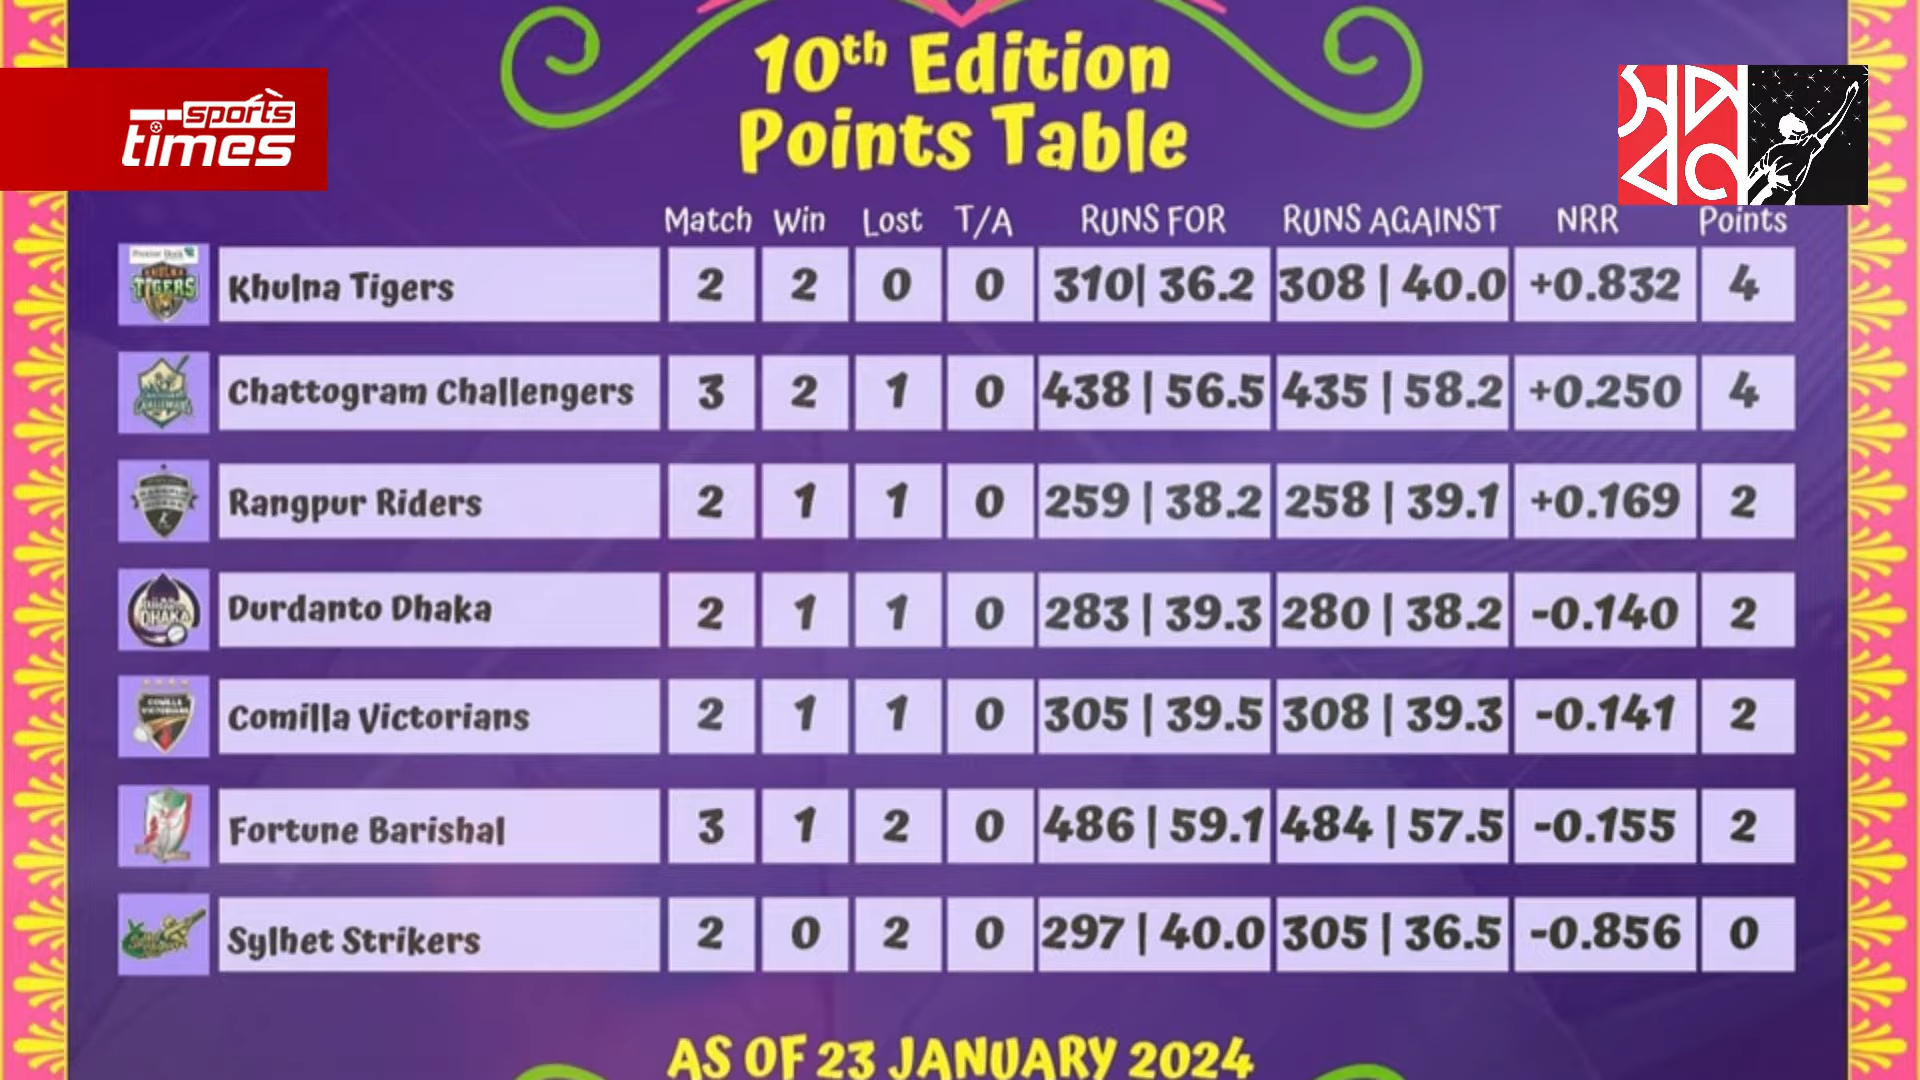 10th Edition
Points Table
sports
times
Match Win Lost T/A RUNS FOR RUNS AGAINST NRR Points
Khulna Tigers 2 2 0 0 310| 36.2 308 | 40.0 +0.832 4
Chattogram Challengers 3 2 1 0 438 | 56.5 435 | 58.2 +0.250 4
Rangpur Riders 2 1 1 0 259 | 38.2 258 | 39.1 +0.169 2
Durdanto Dhaka 2 1 1 0 283 | 39.3 280 | 38.2 -0.140 2
Comilla Victorians 2 1 1 0 305 | 39.5 308 | 39.3 -0.141 2
Fortune Barishal 3 1 2 0 486 | 59.1 484 | 57.5 -0.155 2
Sylhet Strikers 2 0 2 0 297 | 40.0 305 | 36.5 -0.856 0
TIGERS
DHAKA
AS OF 23 JANUARY 2024